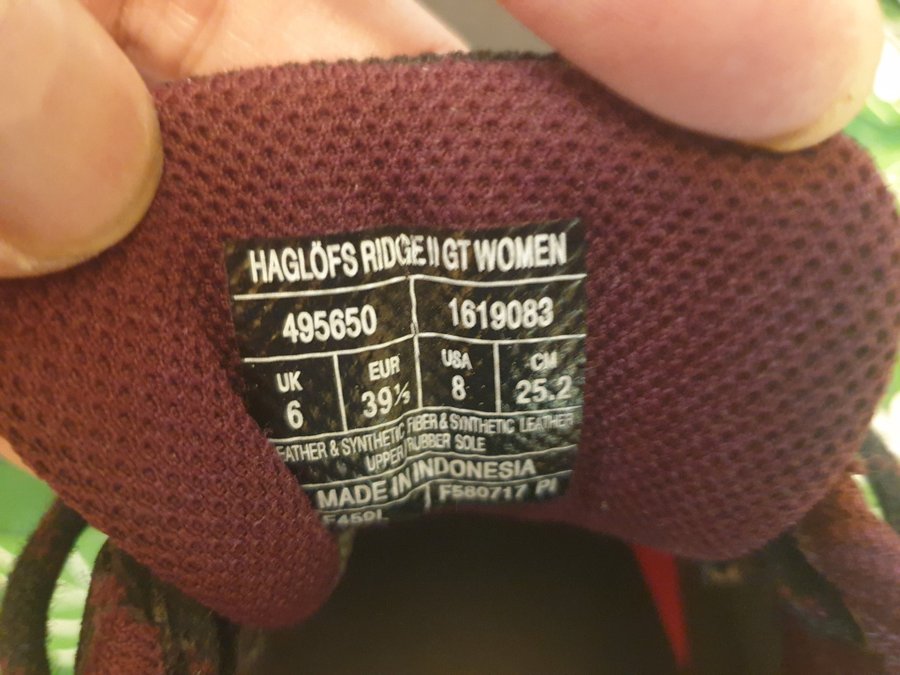 HAGLÖFS RIDGE II GT WOMEN
495650 1619083
UK EUR USA CM
6 39⅓ 8 25.2
EATHER & SYNTHETIC FIBER & SYNTHETIC LEATHER
UPPER RUBBER SOLE
MADE IN INDONESIA
F580717 PI